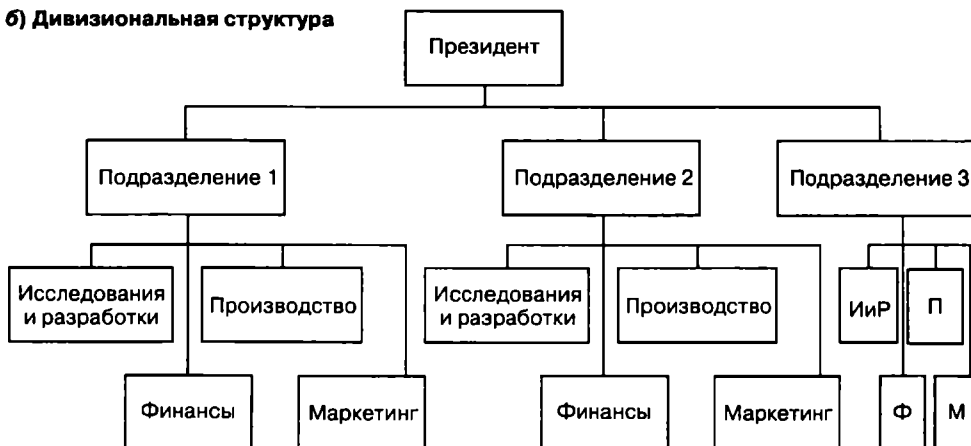 б) Дивизиональная структура
Президент
Подразделение 1
Подразделение 2
Подразделение 3
Исследования
и разработки
Производство
Исследования
и разработки
Производство
ИиР
П
Финансы
Маркетинг
Финансы
Маркетинг
Ф
М